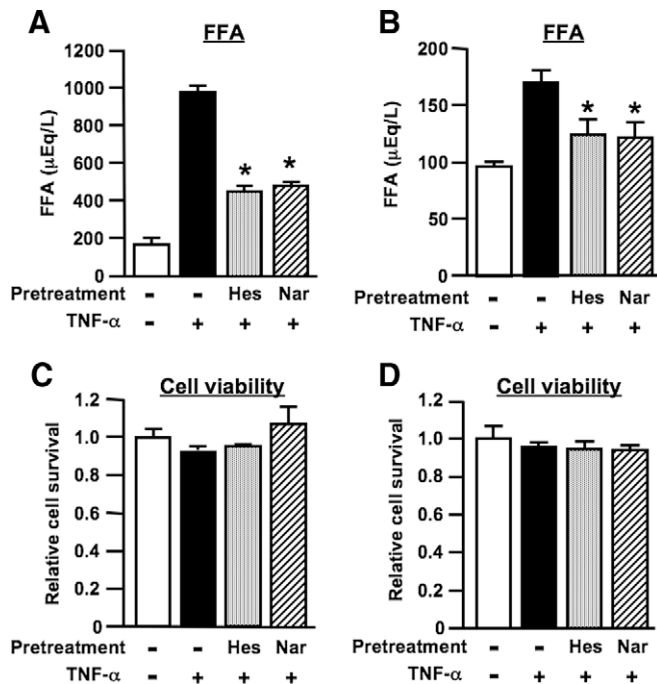 A
FFA
FFA (μEq/L)
1200
1000
800
600
400
200
0
* *
Pretreatment - - Hes Nar
TNF-α - + + +
B
FFA
FFA (μEq/L)
200
150
100
50
0
* *
Pretreatment - - Hes Nar
TNF-α - + + +
C
Cell viability
Relative cell survival
1.2
1.0
0.8
0.6
0.4
0.2
0
Pretreatment - - Hes Nar
TNF-α - + + +
D
Cell viability
Relative cell survival
1.2
1.0
0.8
0.6
0.4
0.2
0
Pretreatment - - Hes Nar
TNF-α - + + +